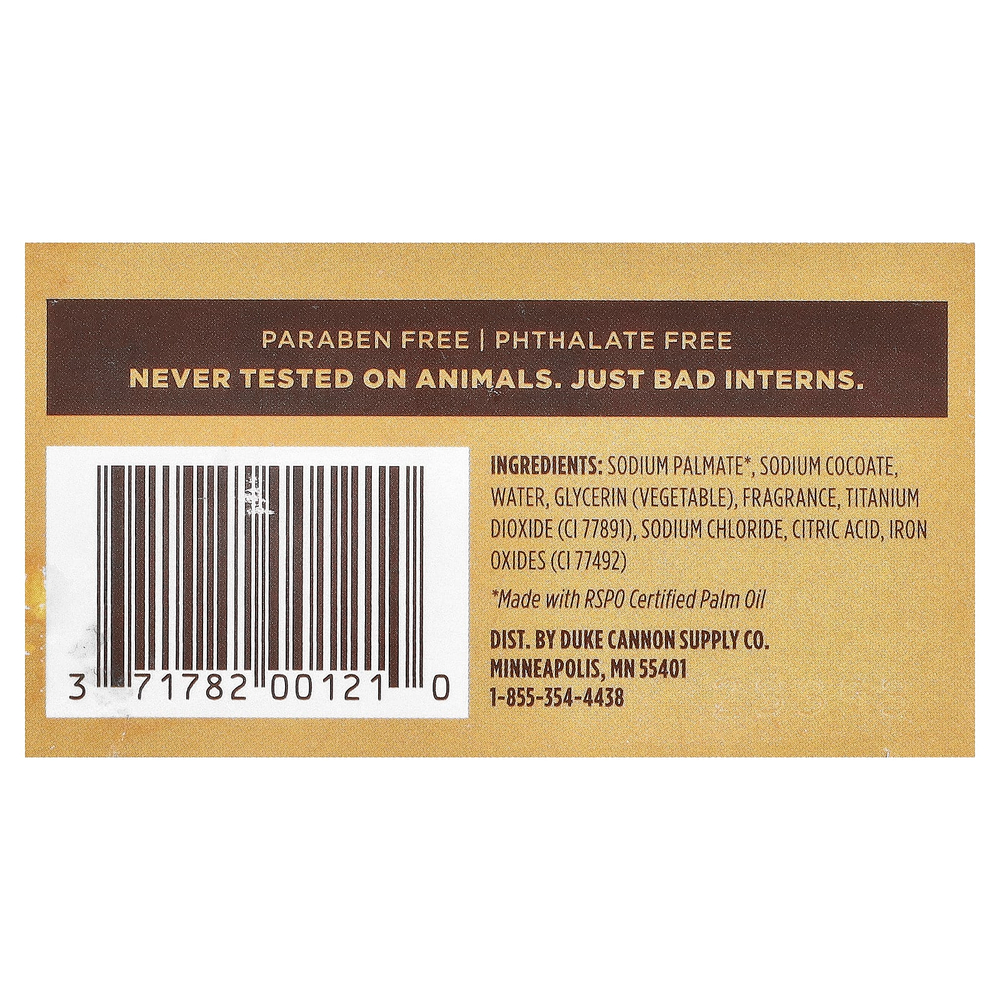 PARABEN FREE | PHTHALATE FREE
NEVER TESTED ON ANIMALS. JUST BAD INTERNS.
3 71782 00121 0
INGREDIENTS: SODIUM PALMATE*, SODIUM COCOATE,
WATER, GLYCERIN (VEGETABLE), FRAGRANCE, TITANIUM
DIOXIDE (CI 77891), SODIUM CHLORIDE, CITRIC ACID, IRON
OXIDES (CI 77492)
*Made with RSPO Certified Palm Oil
DIST. BY DUKE CANNON SUPPLY CO.
MINNEAPOLIS, MN 55401
1-855-354-4438